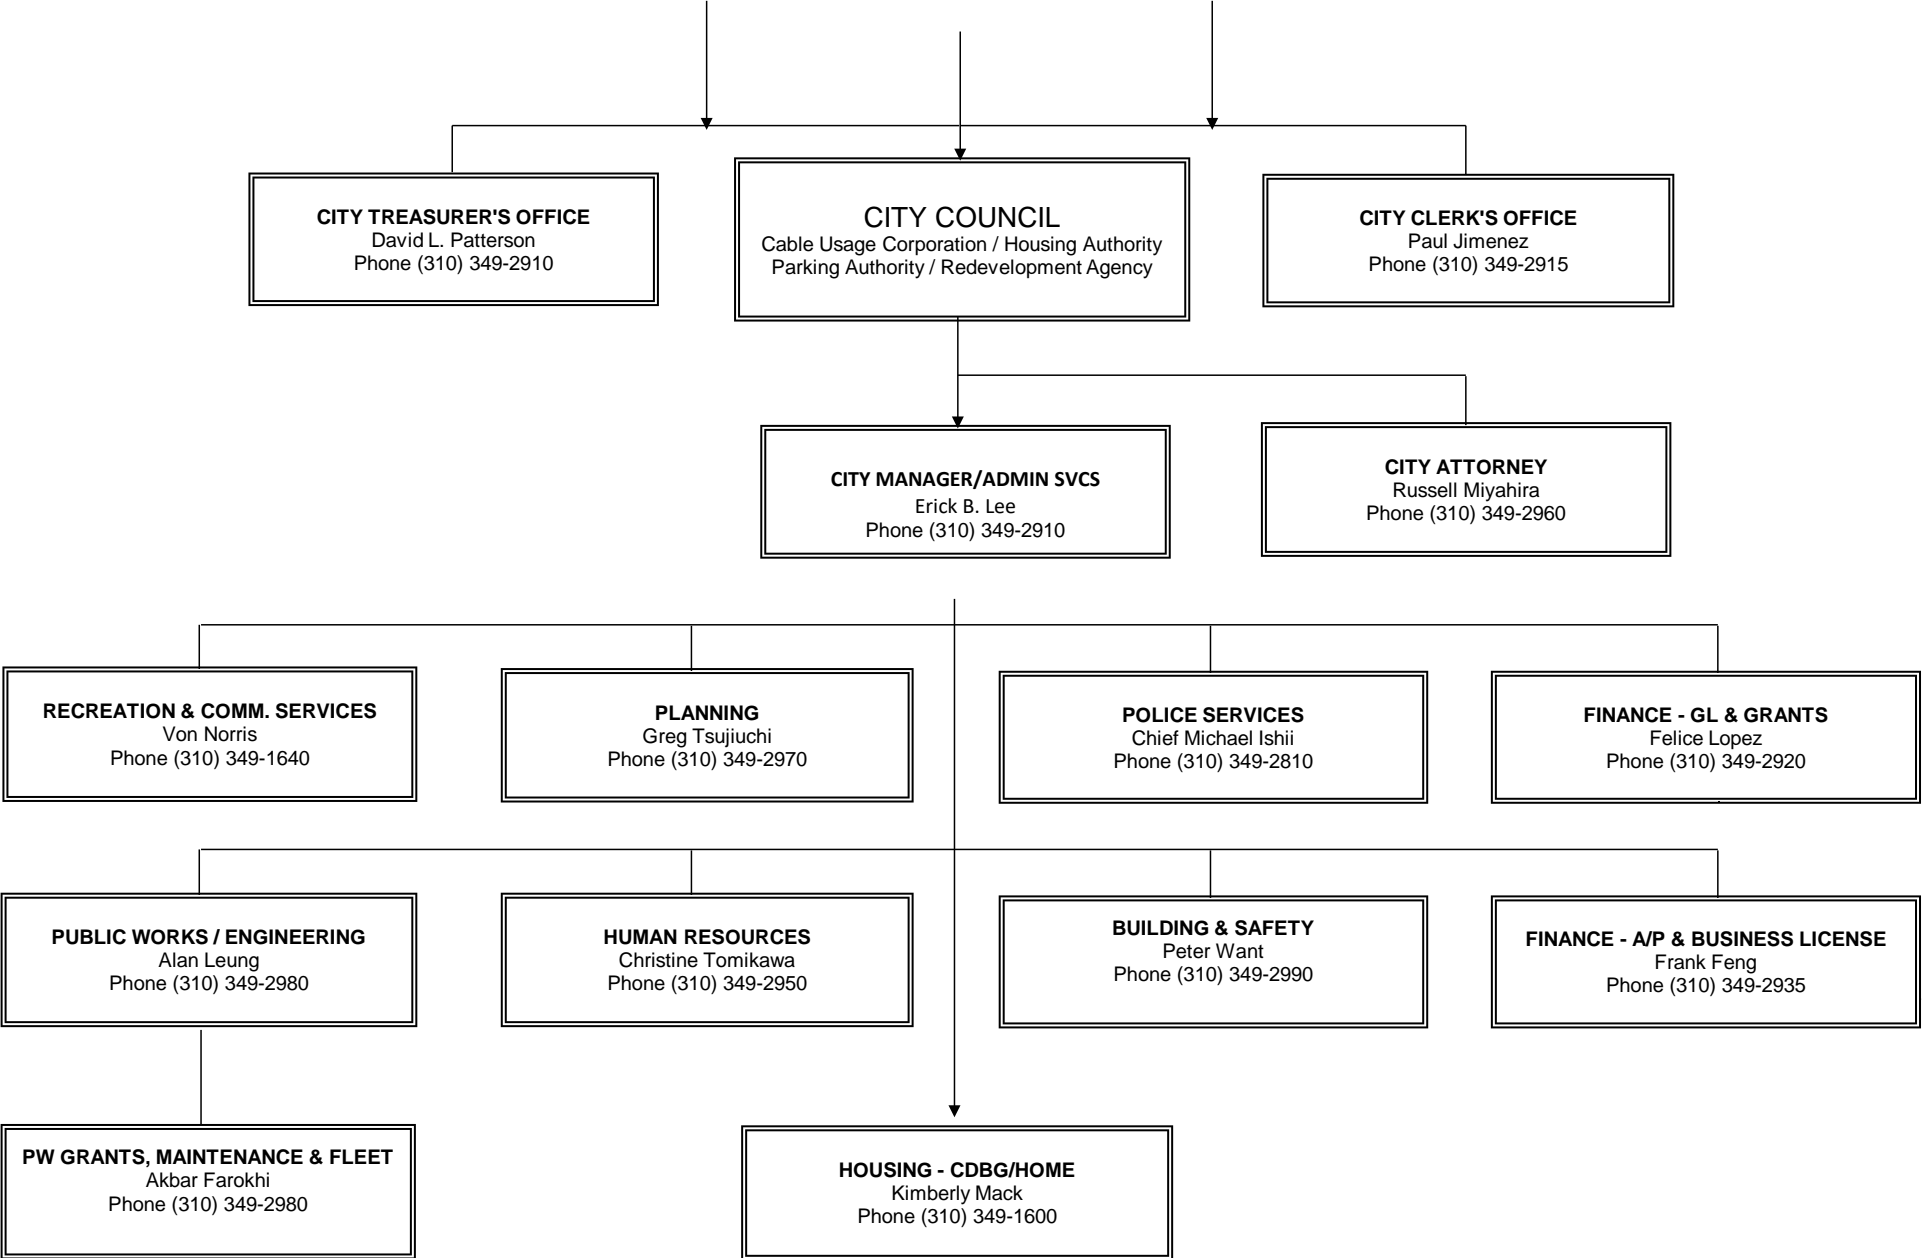 CITY TREASURER'S OFFICE
David L. Patterson
Phone (310) 349-2910
CITY COUNCIL
Cable Usage Corporation / Housing Authority
Parking Authority / Redevelopment Agency
CITY CLERK'S OFFICE
Paul Jimenez
Phone (310) 349-2915
CITY MANAGER/ADMIN SVCS
Erick B. Lee
Phone (310) 349-2910
CITY ATTORNEY
Russell Miyahira
Phone (310) 349-2960
RECREATION & COMM. SERVICES
Von Norris
Phone (310) 349-1640
PLANNING
Greg Tsujiuchi
Phone (310) 349-2970
POLICE SERVICES
Chief Michael Ishii
Phone (310) 349-2810
FINANCE - GL & GRANTS
Felice Lopez
Phone (310) 349-2920
PUBLIC WORKS / ENGINEERING
Alan Leung
Phone (310) 349-2980
HUMAN RESOURCES
Christine Tomikawa
Phone (310) 349-2950
BUILDING & SAFETY
Peter Want
Phone (310) 349-2990
FINANCE - A/P & BUSINESS LICENSE
Frank Feng
Phone (310) 349-2935
PW GRANTS, MAINTENANCE & FLEET
Akbar Farokhi
Phone (310) 349-2980
HOUSING - CDBG/HOME
Kimberly Mack
Phone (310) 349-1600